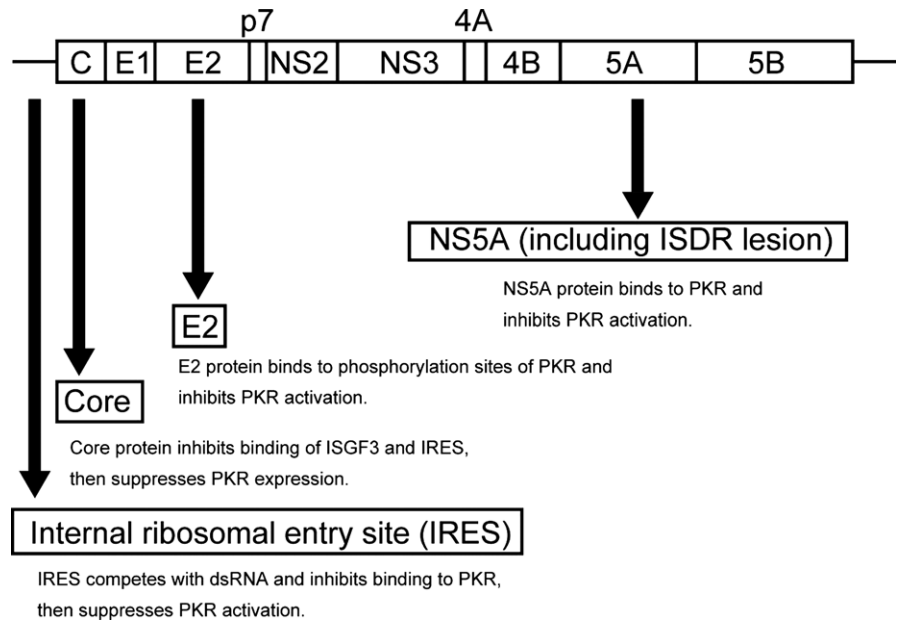 p7 4A
C E1 E2 NS2 NS3 4B 5A 5B
NS5A (including ISDR lesion)
NS5A protein binds to PKR and
inhibits PKR activation.
E2
E2 protein binds to phosphorylation sites of PKR and
inhibits PKR activation.
Core
Core protein inhibits binding of ISGF3 and IRES,
then suppresses PKR expression.
Internal ribosomal entry site (IRES)
IRES competes with dsRNA and inhibits binding to PKR,
then suppresses PKR activation.